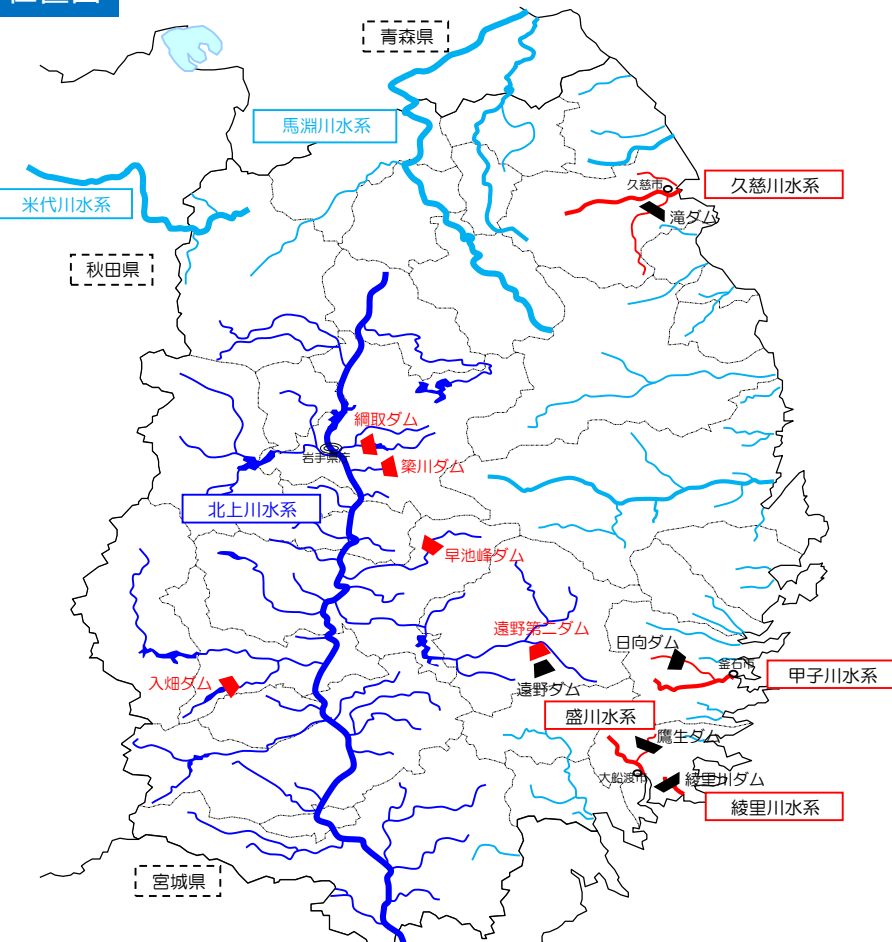 青森県
馬淵川水系
久慈市
久慈川水系
米代川水系
滝ダム
秋田県
綱取ダム
岩手県庁
簗川ダム
北上川水系
早池峰ダム
遠野第二ダム
日向ダム
釜石市
甲子川水系
入畑ダム
遠野ダム
盛川水系
鷹生ダム
大船渡市
綾里川ダム
綾里川水系
宮城県